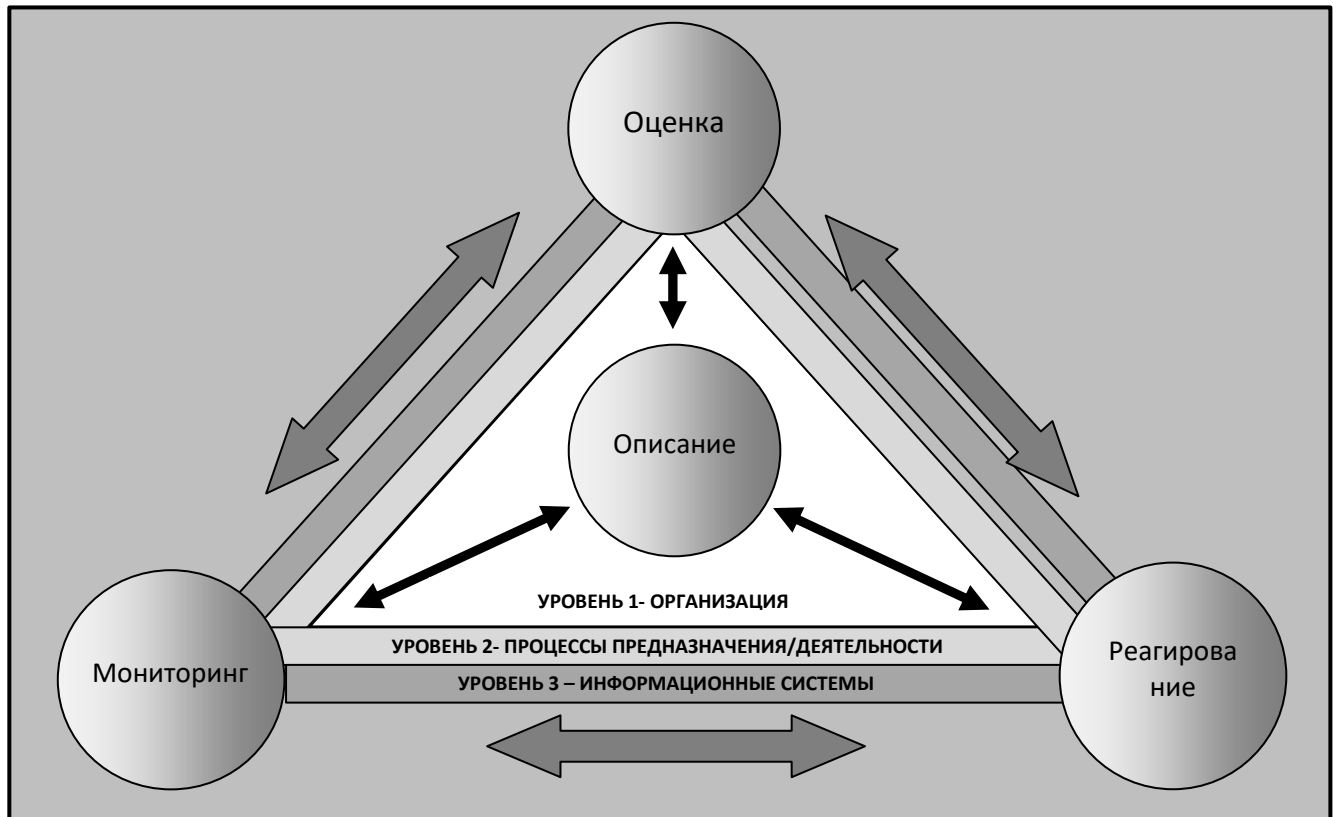 Оценка
Описание
УРОВЕНЬ 1- ОРГАНИЗАЦИЯ
УРОВЕНЬ 2- ПРОЦЕССЫ ПРЕДНАЗНАЧЕНИЯ/ДЕЯТЕЛЬНОСТИ
УРОВЕНЬ 3 – ИНФОРМАЦИОННЫЕ СИСТЕМЫ
Мониторинг
Реагирова
ние